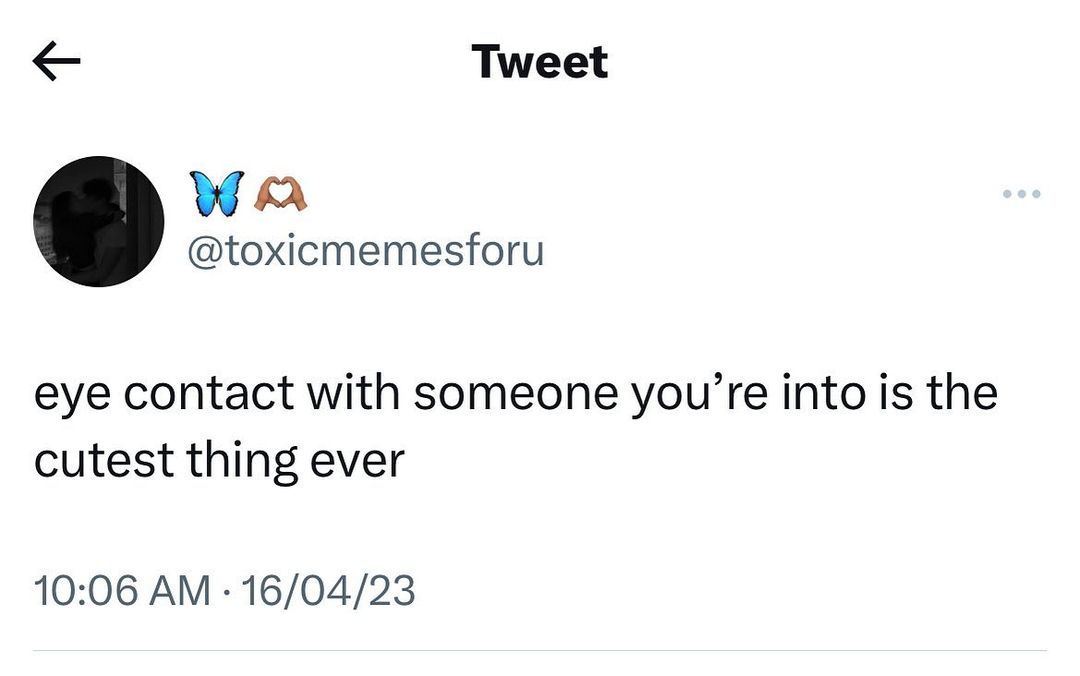 Tweet
🦋🫶🏽
@toxicmemesforu
eye contact with someone you’re into is the
cutest thing ever
10:06 AM · 16/04/23